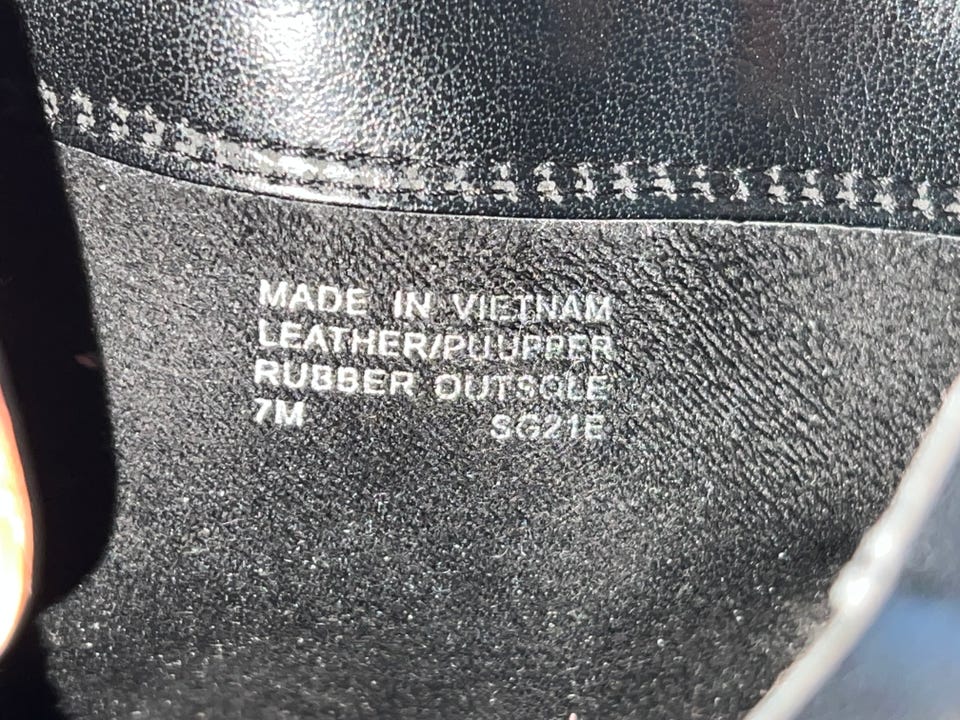 MADE IN VIETNAM
LEATHER/PU UPPER
RUBBER OUTSOLE
7M SG21E